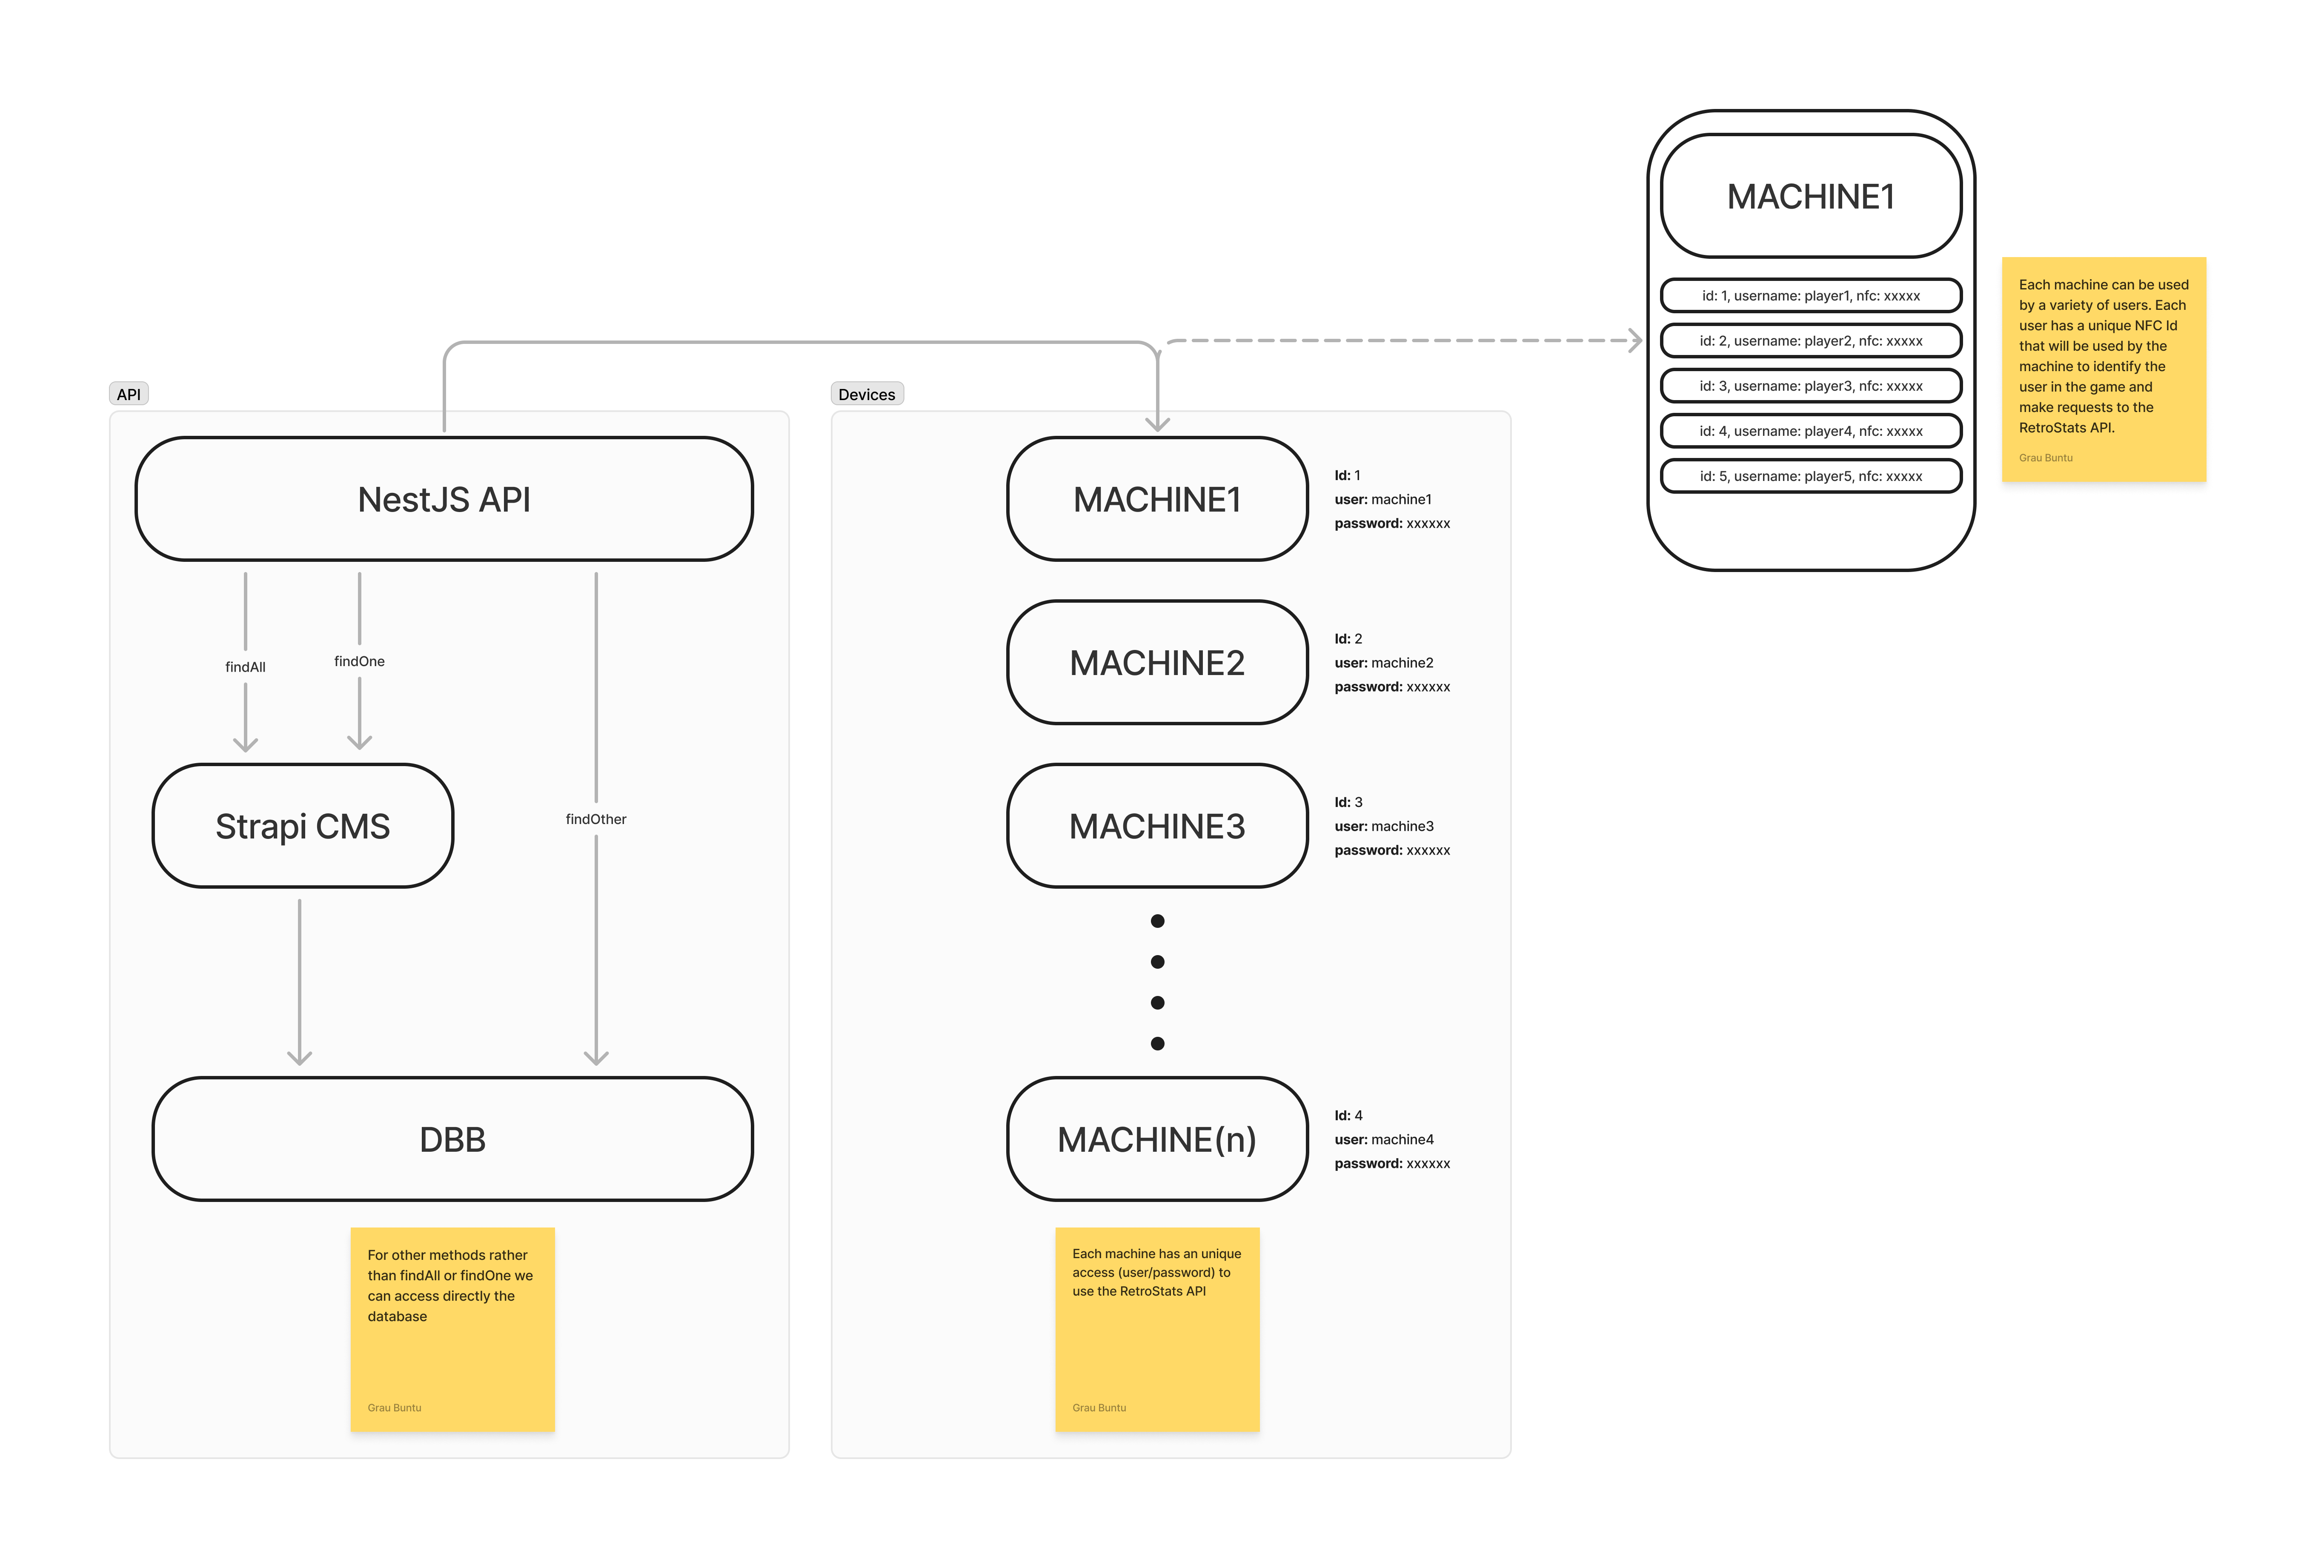 API
NestJS API
findAll
findOne
findOther
Strapi CMS
DBB
For other methods rather
than findAll or findOne we
can access directly the
database
Grau Buntu
Devices
MACHINE1
Id: 1
user: machine1
password: xxxxxx
MACHINE2
Id: 2
user: machine2
password: xxxxxx
MACHINE3
Id: 3
user: machine3
password: xxxxxx
MACHINE(n)
Id: 4
user: machine4
password: xxxxxx
Each machine has an unique
access (user/password) to
use the RetroStats API
Grau Buntu
MACHINE1
id: 1, username: player1, nfc: xxxxx
id: 2, username: player2, nfc: xxxxx
id: 3, username: player3, nfc: xxxxx
id: 4, username: player4, nfc: xxxxx
id: 5, username: player5, nfc: xxxxx
Each machine can be used
by a variety of users. Each
user has a unique NFC Id
that will be used by the
machine to identify the
user in the game and
make requests to the
RetroStats API.
Grau Buntu